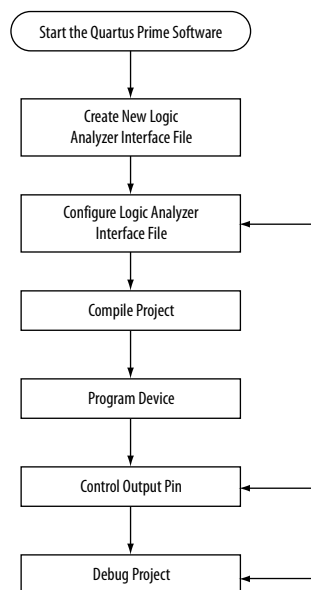 Start the Quartus Prime Software
Create New Logic
Analyzer Interface File
Configure Logic Analyzer
Interface File
Compile Project
Program Device
Control Output Pin
Debug Project